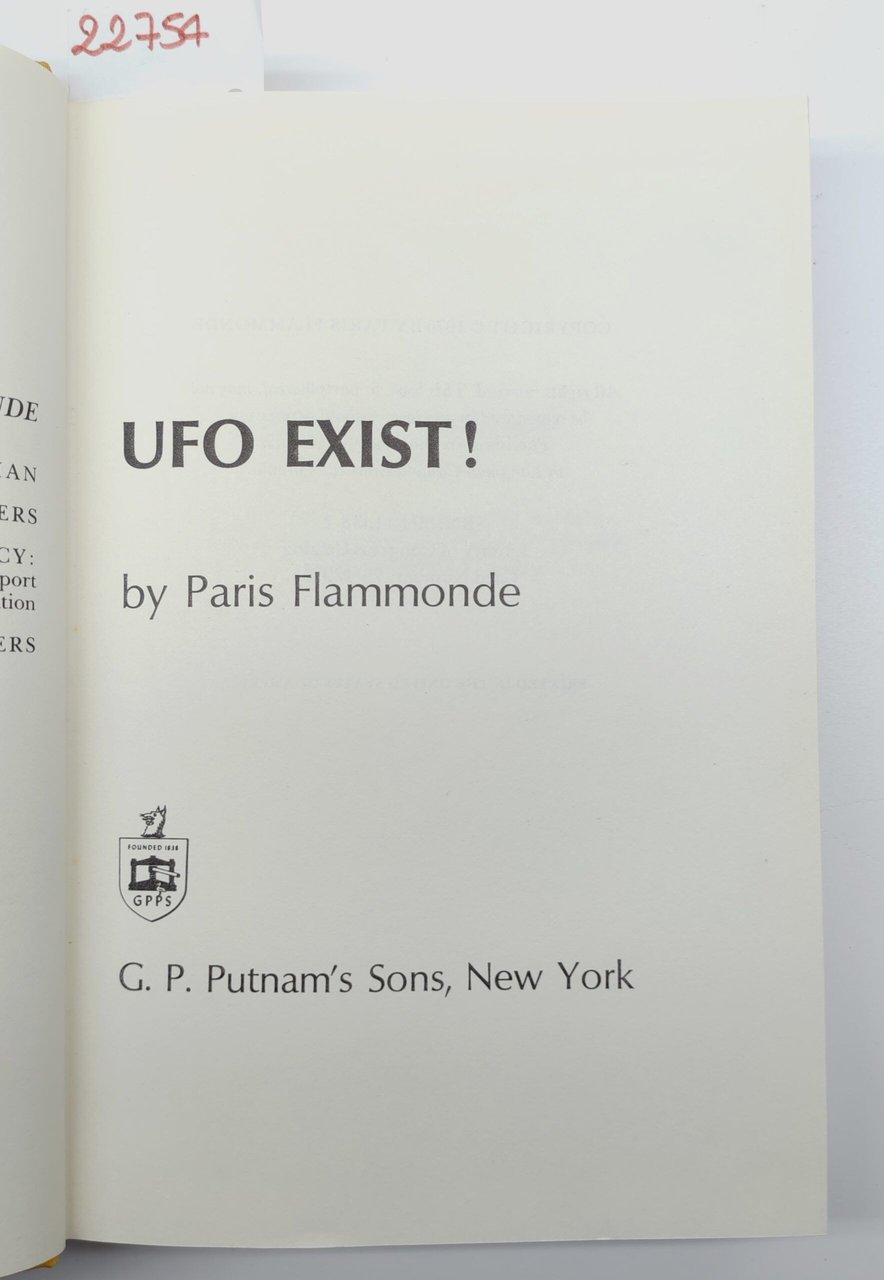 22754
UDE
IAN
ERS
CY:
port
tion
ERS
UFO EXIST!
by Paris Flammonde
FOUNDED 1838
GPPS
G. P. Putnam's Sons, New York